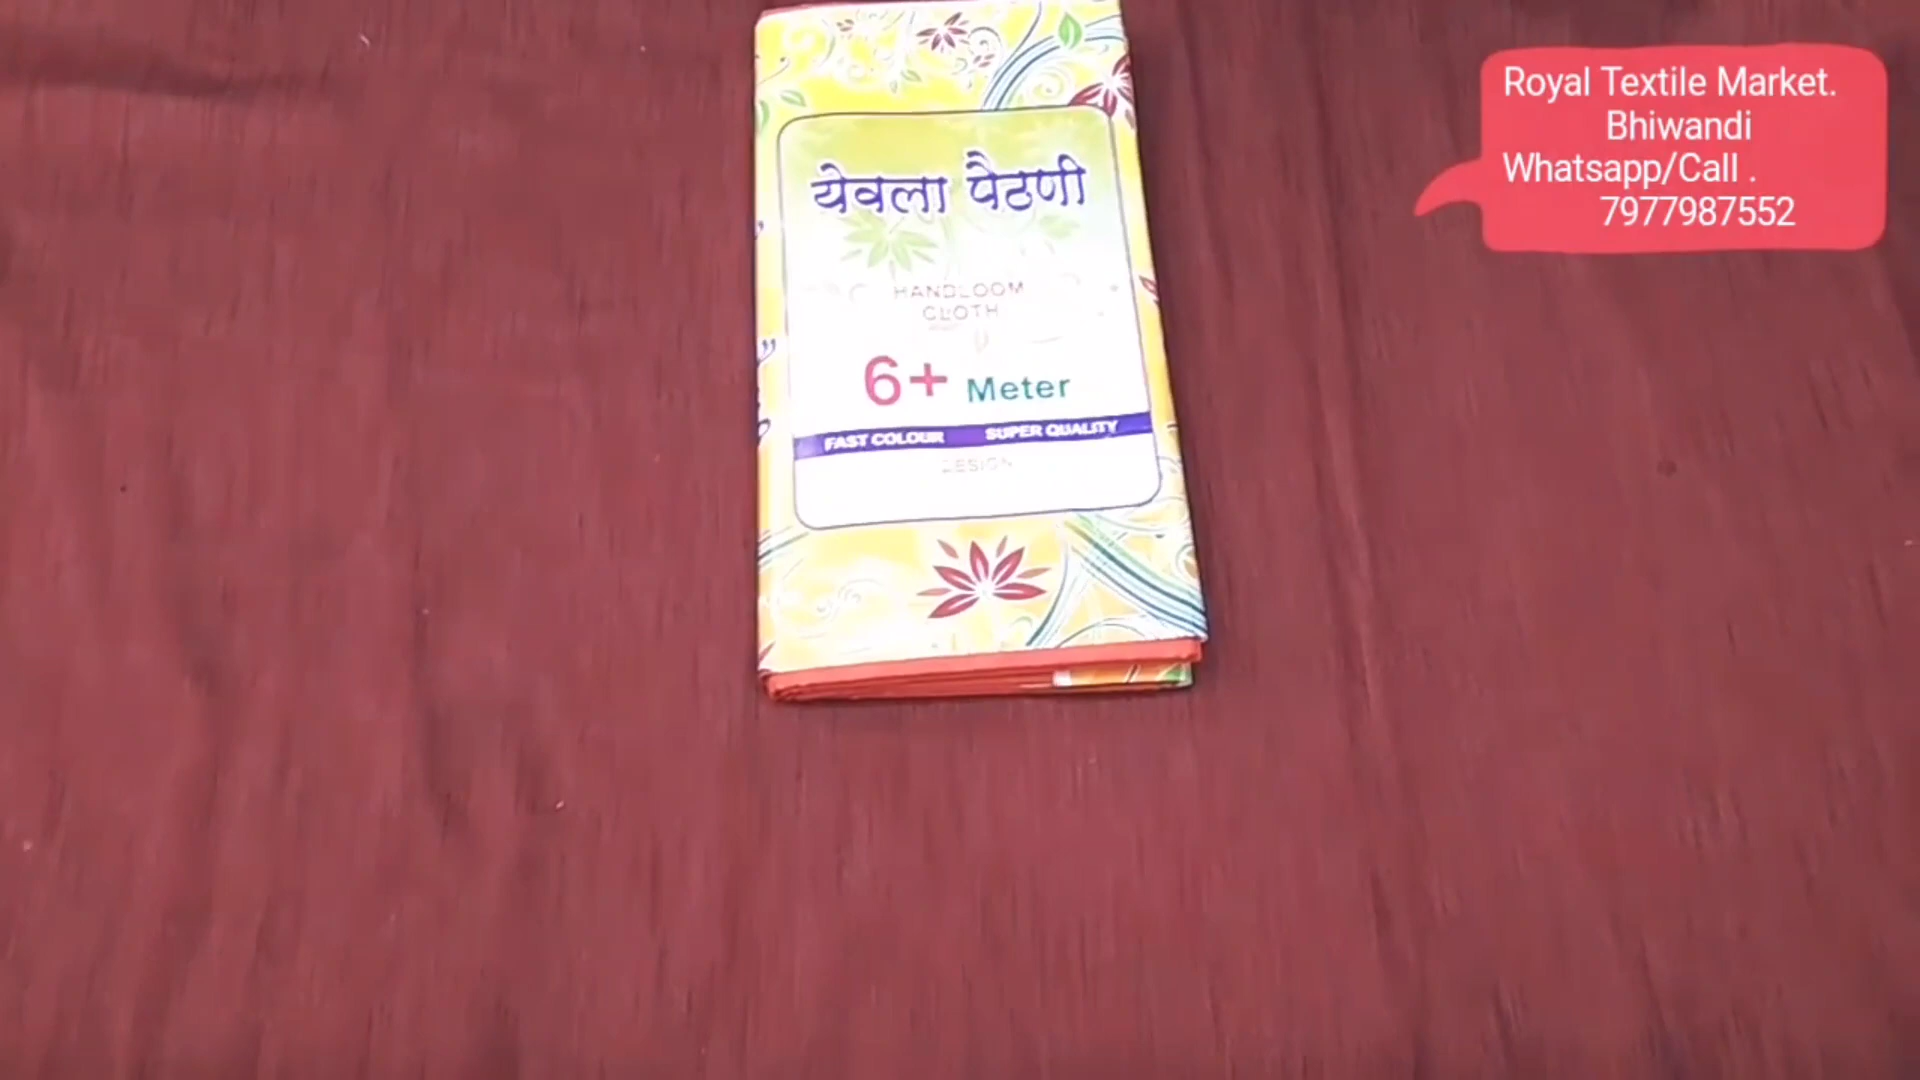 येवला पैठणी
HANDLOOM
CLOTH
6+ Meter
FAST COLOUR SUPER QUALITY
DESIGN
Royal Textile Market.
Bhiwandi
Whatsapp/Call .
7977987552